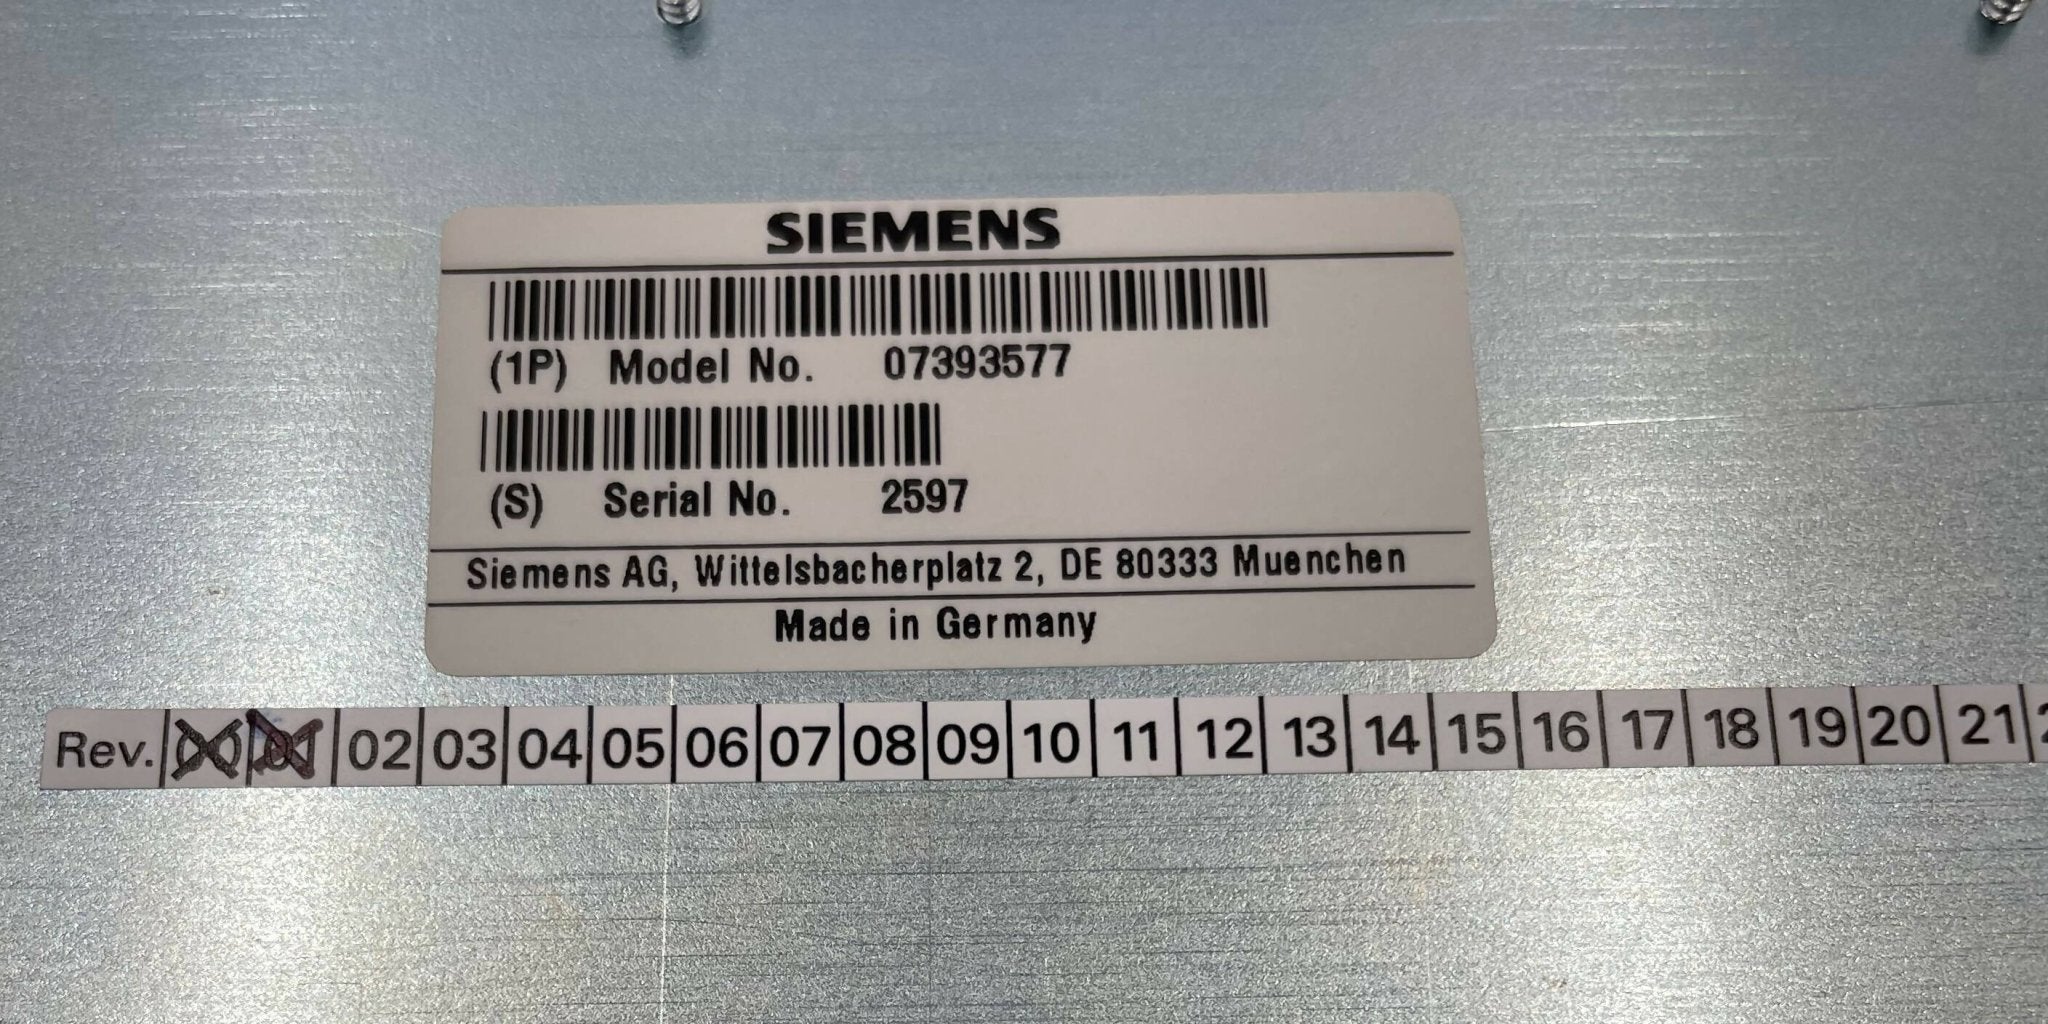 SIEMENS
(1P) Model No. 07393577
(S) Serial No. 2597
Siemens AG, Wittelsbacherplatz 2, DE 80333 Muenchen
Made in Germany
Rev. 00 01 02 03 04 05 06 07 08 09 10 11 12 13 14 15 16 17 18 19 20 21